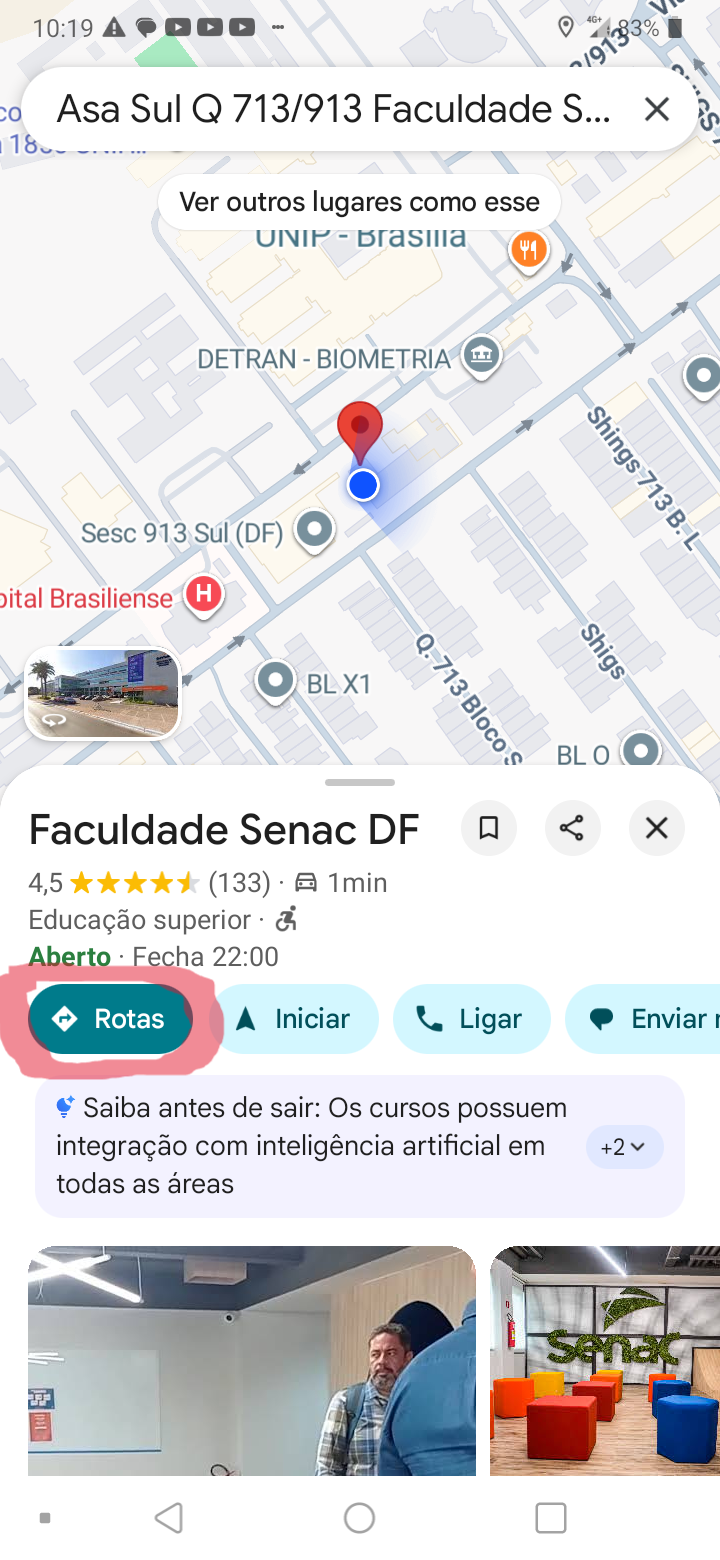 10:19
4G+
83%
Asa Sul Q 713/913 Faculdade S...
Ver outros lugares como esse
UNIP - Brasília
DETRAN - BIOMETRIA
Shings 713 B. L
Sesc 913 Sul (DF)
pital Brasiliense
H
Shigs
Q. 713 Bloco S
BL X1
BL O
Faculdade Senac DF
4,5 (133) · 1min
Educação superior ·
Aberto · Fecha 22:00
Rotas
Iniciar
Ligar
Enviar
Saiba antes de sair: Os cursos possuem
integração com inteligência artificial em
todas as áreas
+2
senac